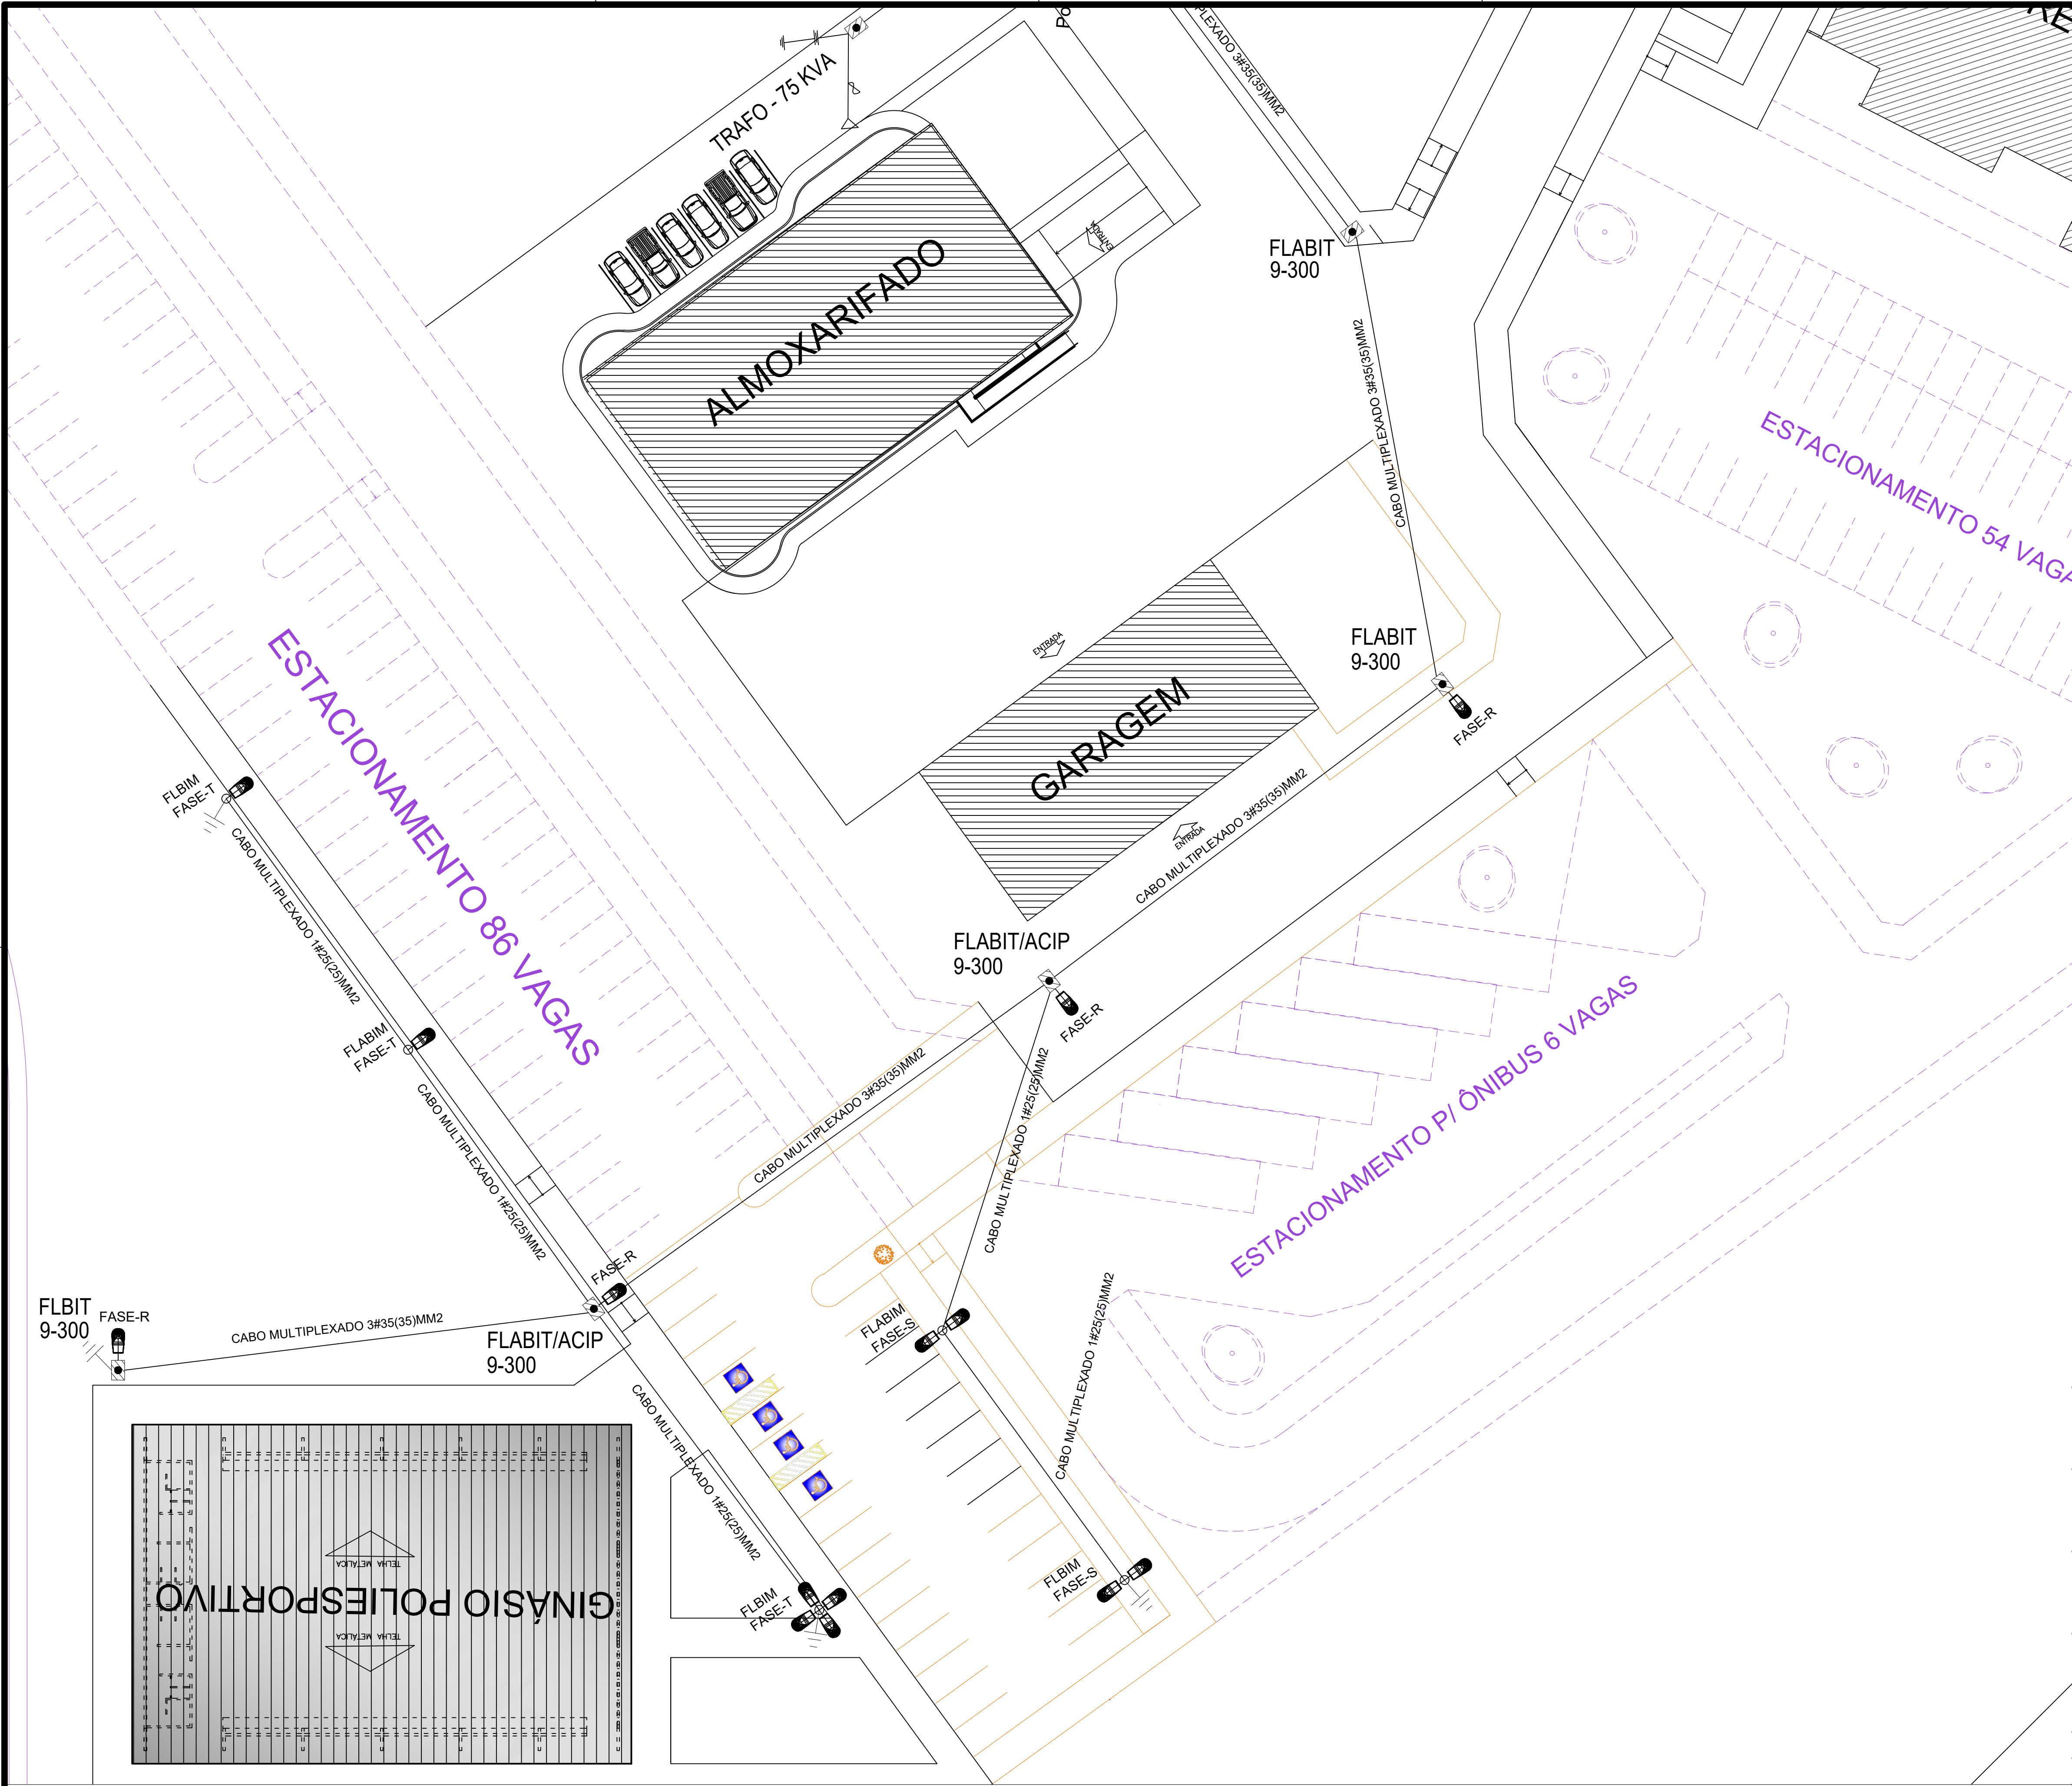 TRAFO - 75 KVA
ALMOXARIFADO
ENTRADA
FLABIT
9-300
CABO MULTIPLEXADO 3#35(35)MM2
ESTACIONAMENTO 54
FLABIT
9-300
FASE-R
ENTRADA
GARAGEM
ENTRADA
CABO MULTIPLEXADO 3#35(35)MM2
ESTACIONAMENTO 86 VAGAS
FLBIM
FASE-T
CABO MULTIPLEXADO 1#25(25)MM2
FLABIM
FASE-T
CABO MULTIPLEXADO 1#25(25)MM2
FLABIT/ACIP
9-300
FASE-R
CABO MULTIPLEXADO 3#35(35)MM2
CABO MULTIPLEXADO 1#25(25)MM2
ESTACIONAMENTO P/ ÔNIBUS 6 VAGAS
FASE-R
FLBIT
9-300
FASE-R
CABO MULTIPLEXADO 3#35(35)MM2
FLABIT/ACIP
9-300
FLABIM
FASE-S
CABO MULTIPLEXADO 1#25(25)MM2
CABO MULTIPLEXADO 1#25(25)MM2
FLBIM
FASE-S
FLBIM
FASE-T
TELHA METÁLICA
GINÁSIO POLIESPORTIVO
TELHA METÁLICA